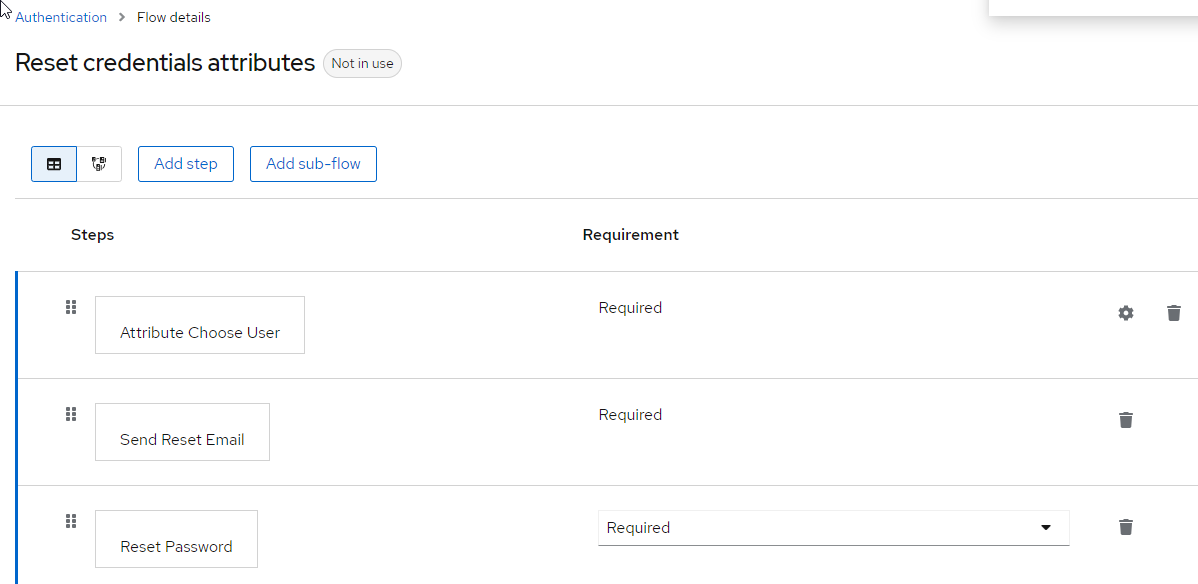 Authentication > Flow details
Reset credentials attributes Not in use
Add step Add sub-flow
Steps Requirement
Attribute Choose User Required
Send Reset Email Required
Reset Password Required